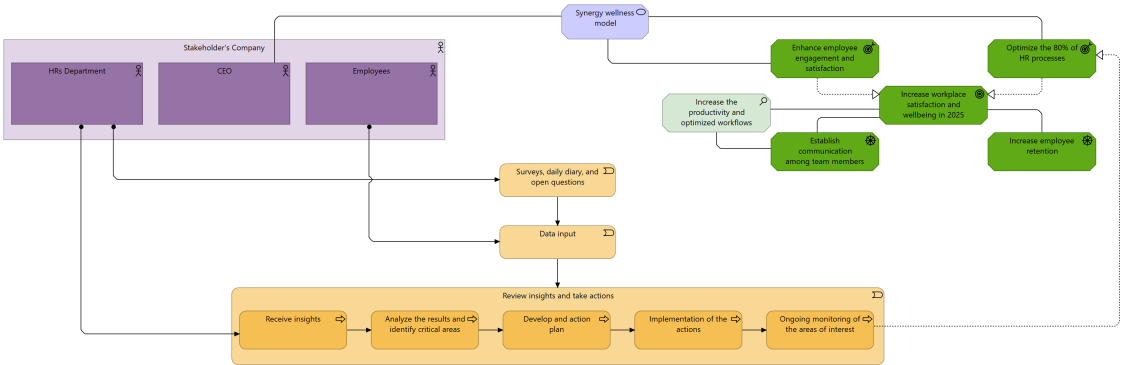 Synergy wellness
model
Stakeholder's Company
HRs Department
CEO
Employees
Enhance employee
engagement and
satisfaction
Optimize the 80% of
HR processes
Increase workplace
satisfaction and
wellbeing in 2025
Increase the
productivity and
optimized workflows
Establish
communication
among team members
Increase employee
retention
Surveys, daily diary, and
open questions
Data input
Review insights and take actions
Receive insights
Analyze the results and
identify critical areas
Develop and action
plan
Implementation of the
actions
Ongoing monitoring of
the areas of interest